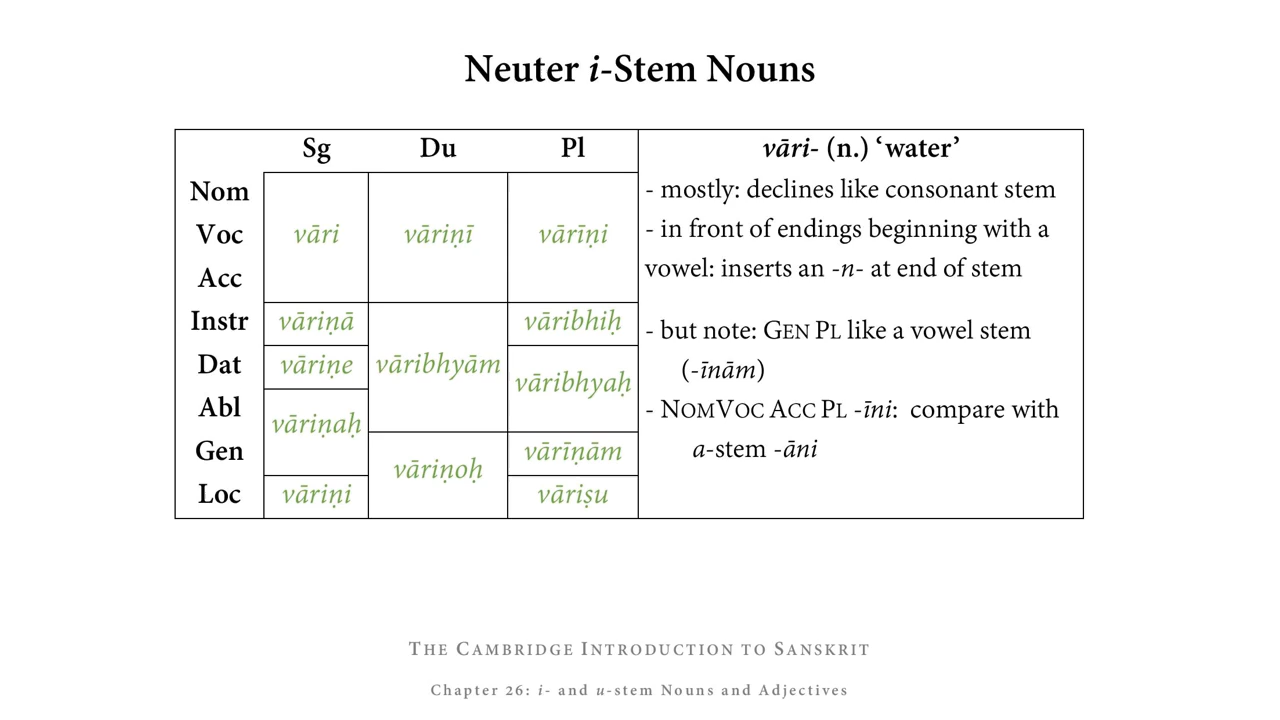 Neuter i-Stem Nouns
Sg Du Pl
vāri- (n.) ‘water’
Nom
Voc vāri vāriṇī vārīṇi
Acc
Instr vāriṇā vāribhiḥ
Dat vāriṇe vāribhyām vāribhyaḥ
Abl vāriṇaḥ
Gen vāriṇoḥ vārīṇām
Loc vāriṇi vāriṣu
- mostly: declines like consonant stem
- in front of endings beginning with a
vowel: inserts an -n- at end of stem
- but note: GEN PL like a vowel stem
(-īnām)
- NOMVOC ACC PL -īni: compare with
a-stem -āni
THE CAMBRIDGE INTRODUCTION TO SANSKRIT
Chapter 26: i- and u-stem Nouns and Adjectives